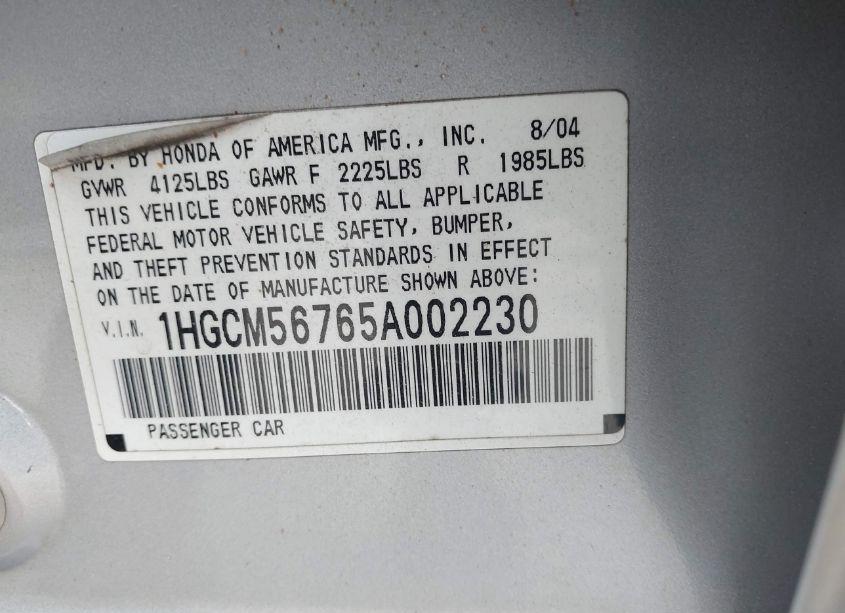 MFD. BY HONDA OF AMERICA MFG., INC. 8/04
GVWR 4125LBS GAWR F 2225LBS R 1985LBS
THIS VEHICLE CONFORMS TO ALL APPLICABLE
FEDERAL MOTOR VEHICLE SAFETY, BUMPER,
AND THEFT PREVENTION STANDARDS IN EFFECT
ON THE DATE OF MANUFACTURE SHOWN ABOVE:
V.I.N. 1HGCM56765A002230
PASSENGER CAR